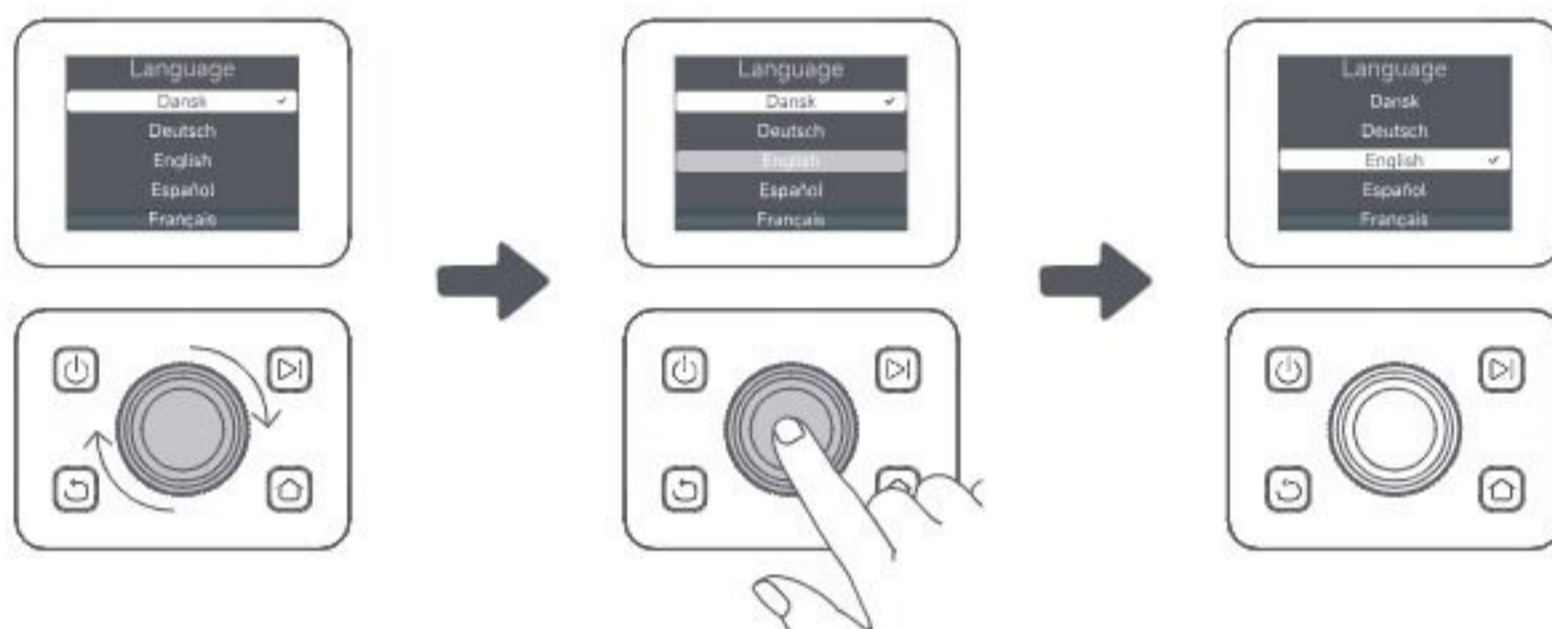 Language
Dansk
Deutsch
English
Español
Français
Language
Dansk
Deutsch
English
Español
Français
Language
Dansk
Deutsch
English
Español
Français